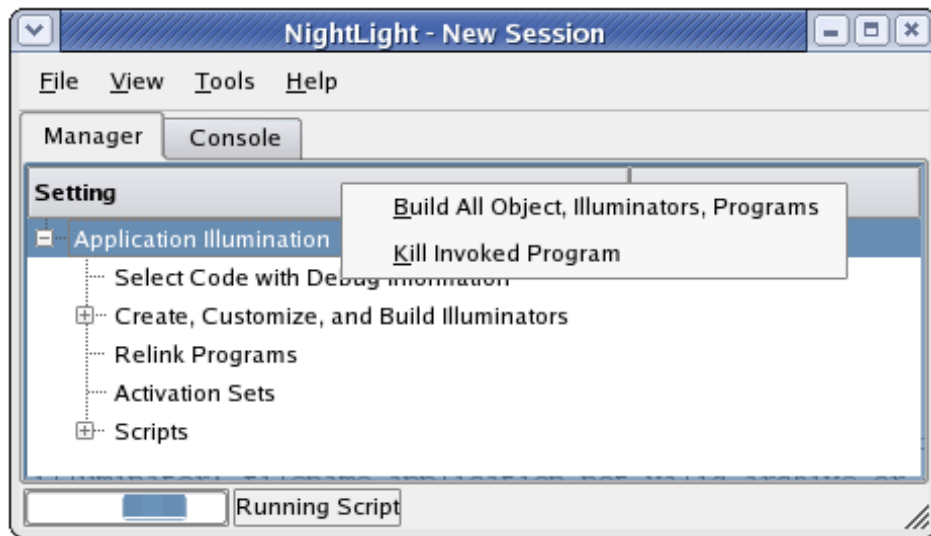 NightLight - New Session
File View Tools Help
Manager Console
Setting
Build All Object, Illuminators, Programs
Application Illumination
Kill Invoked Program
Select Code with Debug Information
Create, Customize, and Build Illuminators
Relink Programs
Activation Sets
Scripts
Running Script